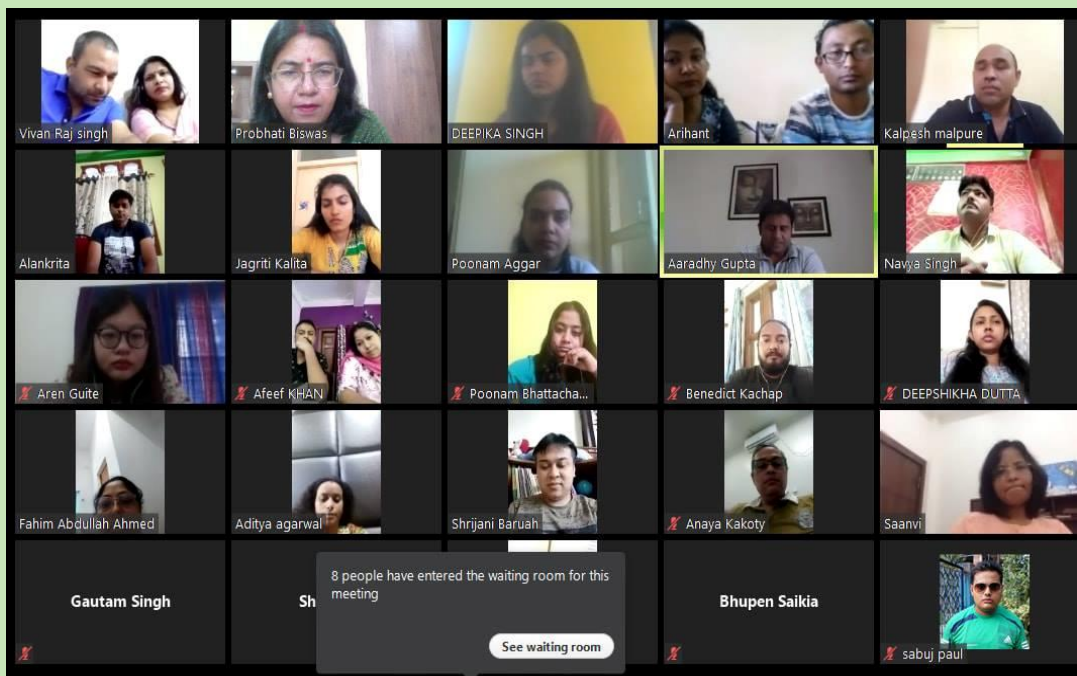 Vivan Raj singh
Probhati Biswas
DEEPIKA SINGH
Arihant
Kalpesh malpure
Alankrita
Jagriti Kalita
Poonam Aggar
Aaradhy Gupta
Navya Singh
Aren Guite
Afeef KHAN
Poonam Bhattacha...
Benedict Kachap
DEEPSHIKHA DUTTA
Fahim Abdullah Ahmed
Aditya agarwal
Shrijani Baruah
Anaya Kakoty
Saanvi
Gautam Singh
Sh
8 people have entered the waiting room for this
meeting
See waiting room
Bhupen Saikia
sabuj paul